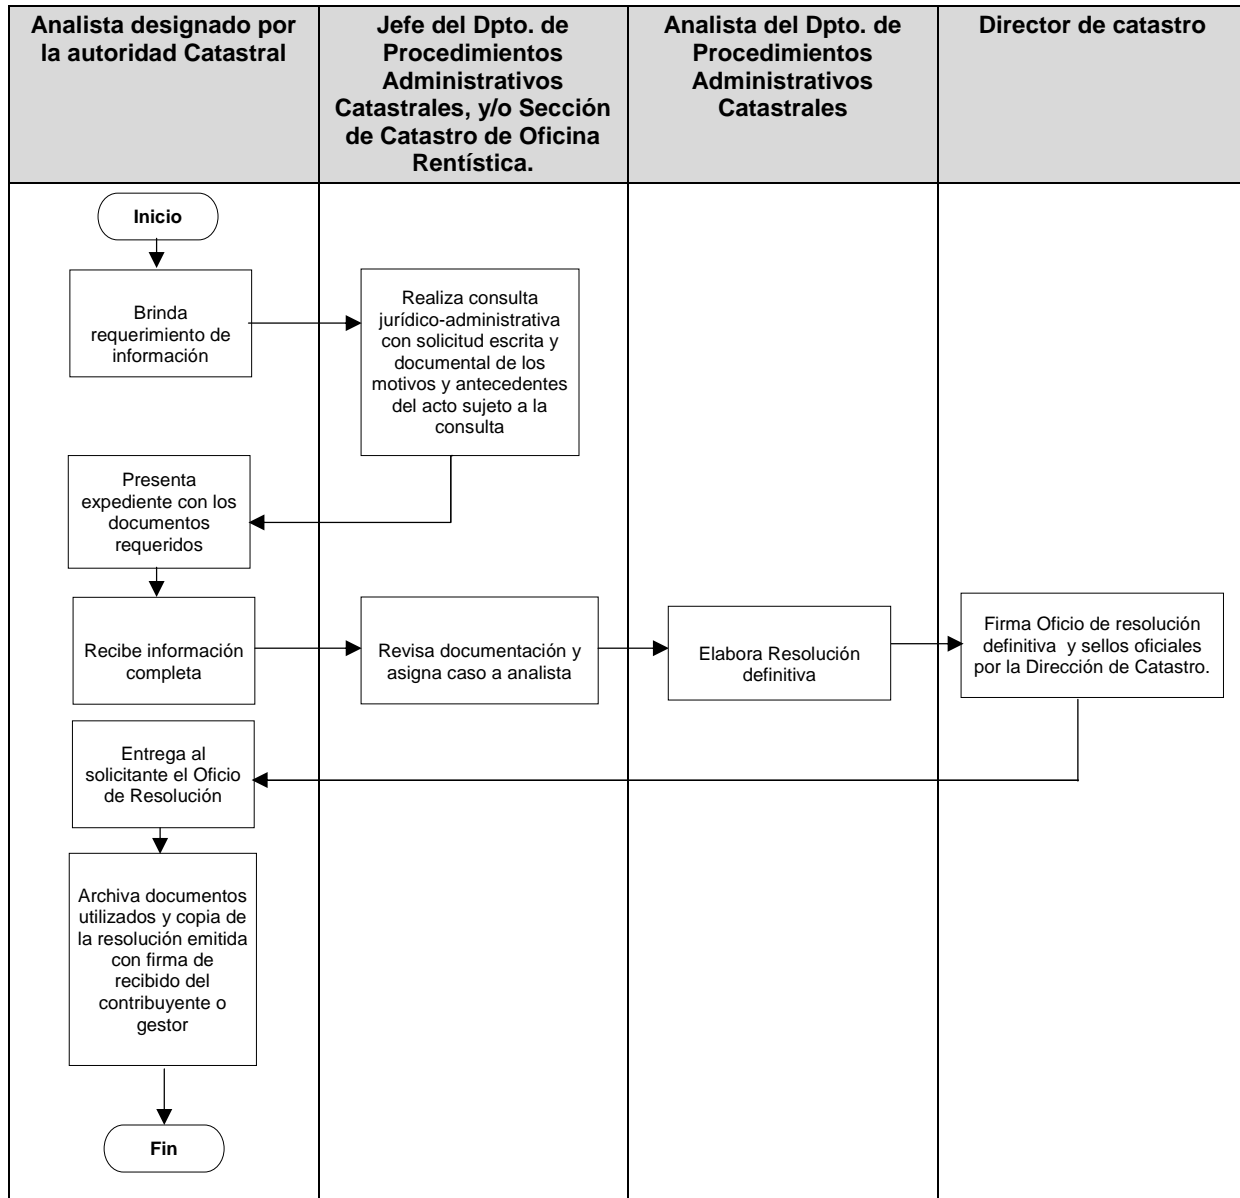 Analista designado por
la autoridad Catastral
Jefe del Dpto. de
Procedimientos
Administrativos
Catastrales, y/o Sección
de Catastro de Oficina
Rentística.
Analista del Dpto. de
Procedimientos
Administrativos
Catastrales
Director de catastro
Inicio
Brinda
requerimiento de
información
Realiza consulta
jurídico-administrativa
con solicitud escrita y
documental de los
motivos y antecedentes
del acto sujeto a la
consulta
Presenta
expediente con los
documentos
requeridos
Recibe información
completa
Revisa documentación y
asigna caso a analista
Elabora Resolución
definitiva
Firma Oficio de resolución
definitiva y sellos oficiales
por la Dirección de Catastro.
Entrega al
solicitante el Oficio
de Resolución
Archiva documentos
utilizados y copia de
la resolución emitida
con firma de
recibido del
contribuyente o
gestor
Fin